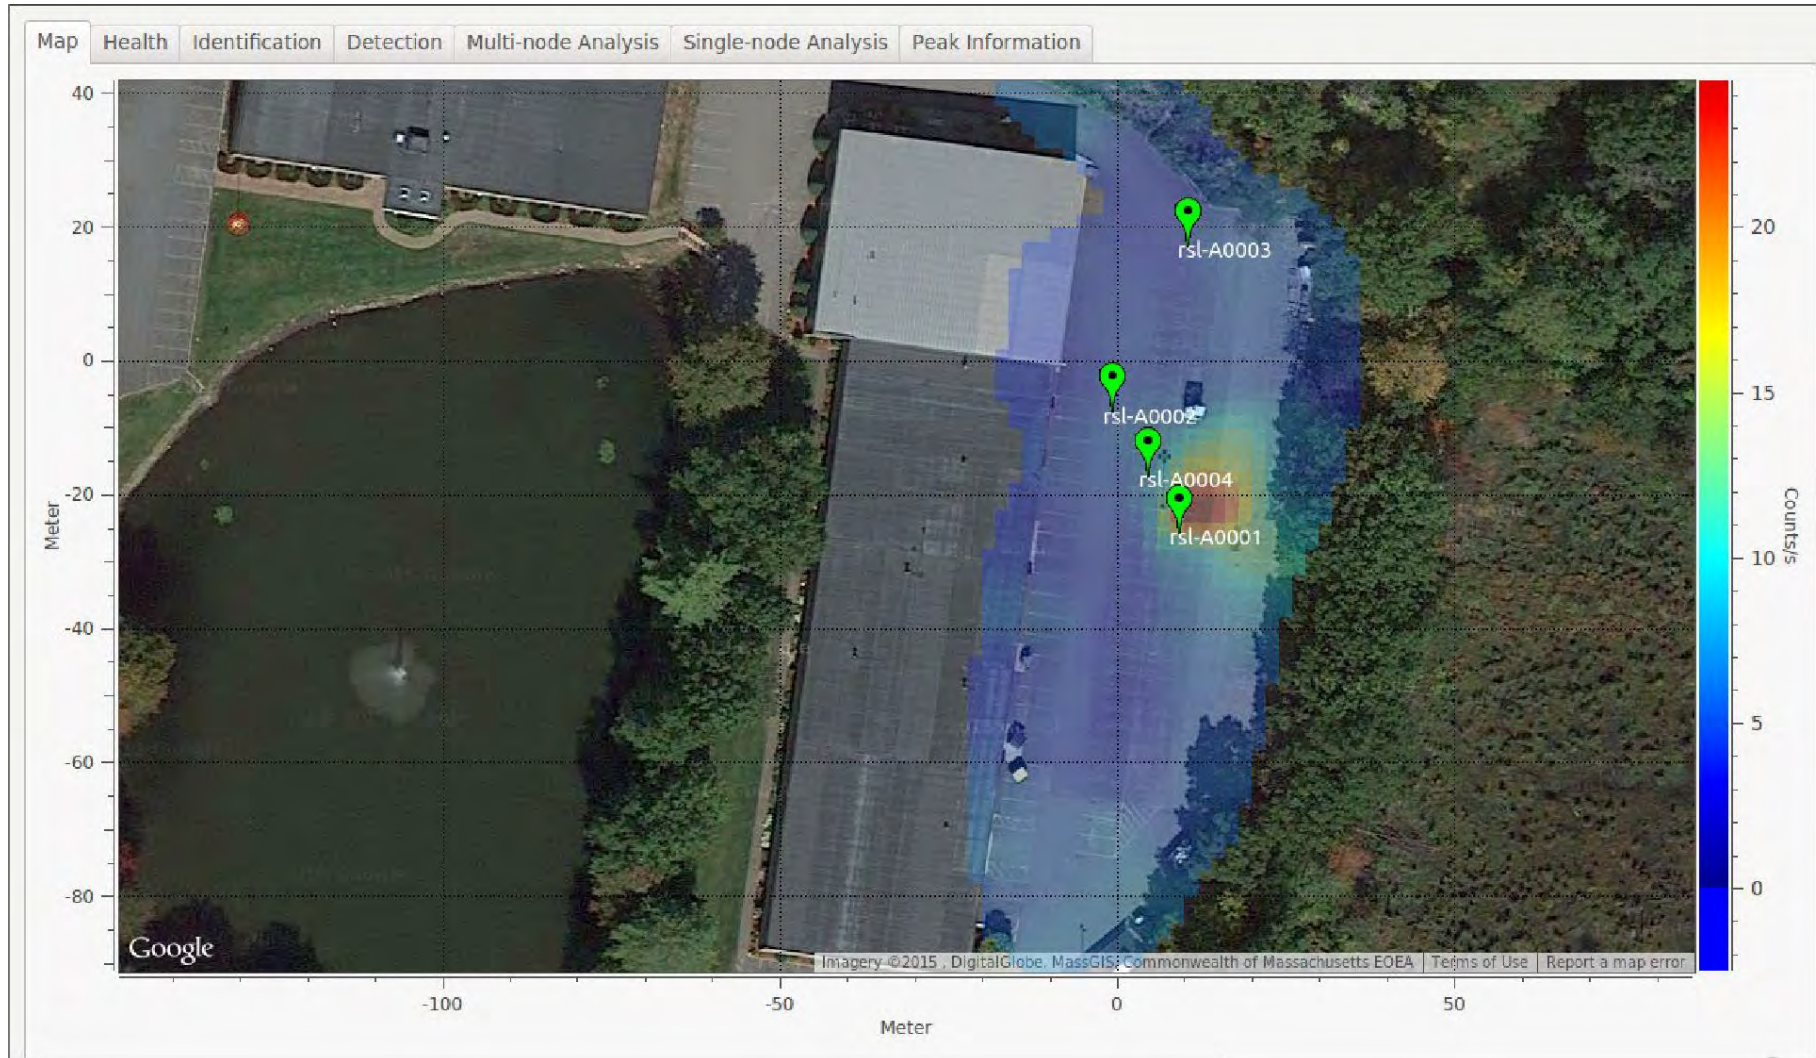 Map Health Identification Detection Multi-node Analysis Single-node Analysis Peak Information
40
20
0
-20
-40
-60
-80
Meter
rsl-A0003
rsl-A0002
rsl-A0004
rsl-A0001
20
15
10
5
0
Counts/s
Google
Imagery ©2015 , DigitalGlobe, MassGIS, Commonwealth of Massachusetts EOEA Terms of Use Report a map error
-100 -50 0 50
Meter